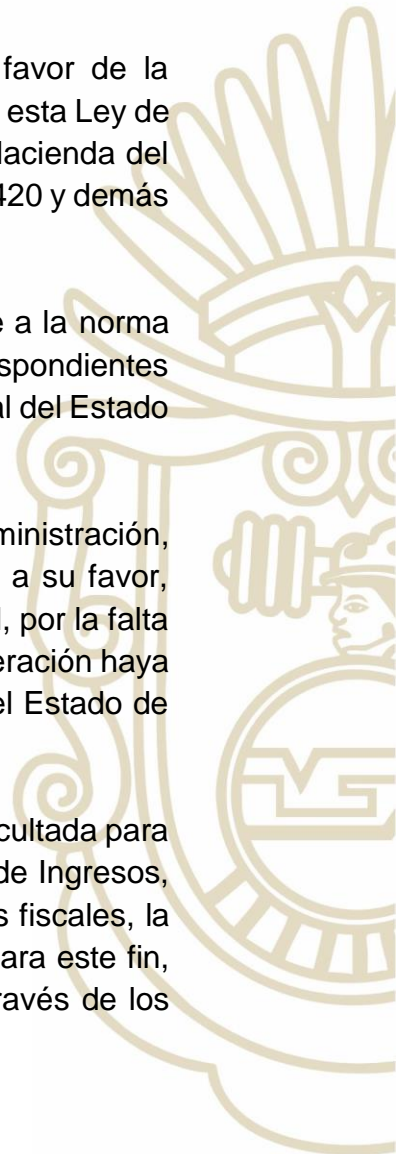 favor de la
esta Ley de
Hacienda del
420 y demás
a la norma
spondientes
al del Estado
ministración,
a su favor,
, por la falta
eración haya
el Estado de
cultada para
de Ingresos,
s fiscales, la
ara este fin,
ravés de los